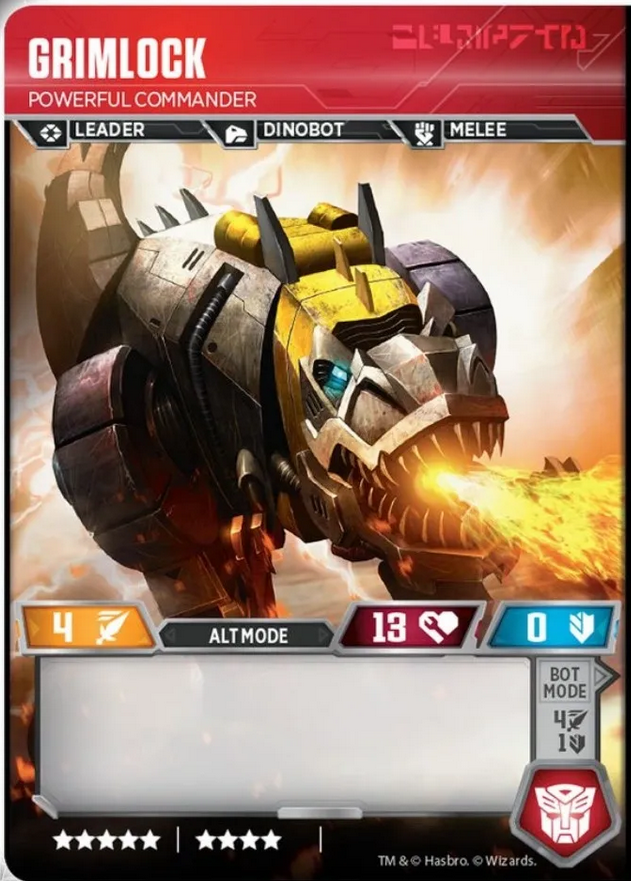 GRIMLOCK
POWERFUL COMMANDER
LEADER DINOBOT MELEE
4 ALT MODE 13 0
BOT
MODE
4
1
TM & © Hasbro. © Wizards.